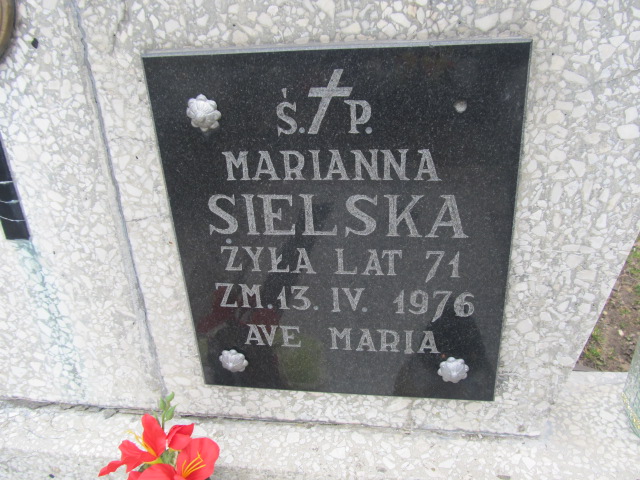 Ś. P.
MARIANNA
SIELSKA
ŻYŁA LAT 71
ZM. 13. IV. 1976
AVE MARIA